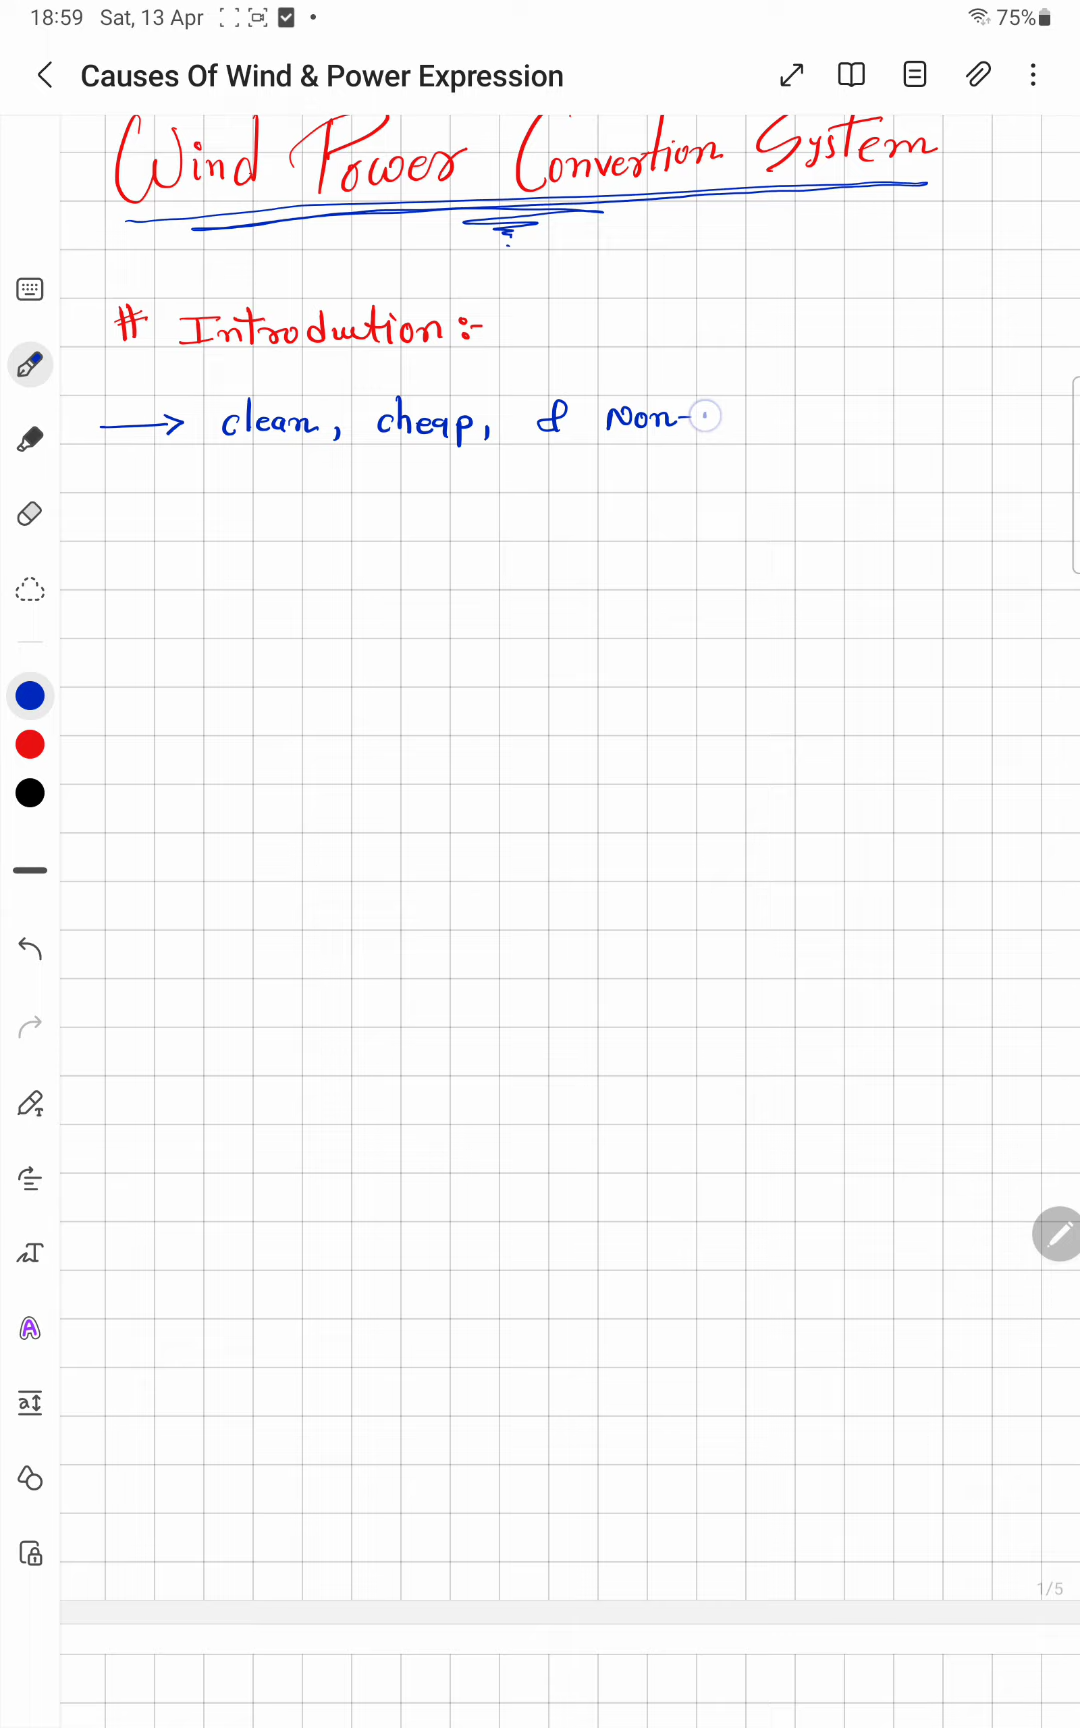 18:59 Sat, 13 Apr 75%
Causes Of Wind & Power Expression
Wind Power Convertion System
# Introdution :-
→ clean, cheap, & Non-
1/5